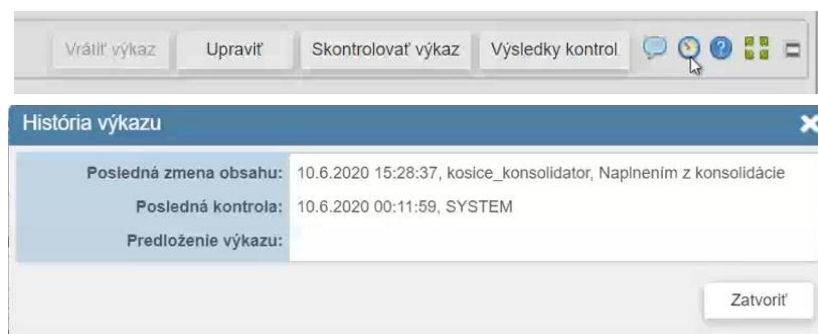 Vrátiť výkaz Upraviť Skontrolovať výkaz Výsledky kontrol
História výkazu
Posledná zmena obsahu: 10.6.2020 15:28:37, kosice_konsolidator, Naplnením z konsolidácie
Posledná kontrola: 10.6.2020 00:11:59, SYSTEM
Predloženie výkazu:
Zatvoriť